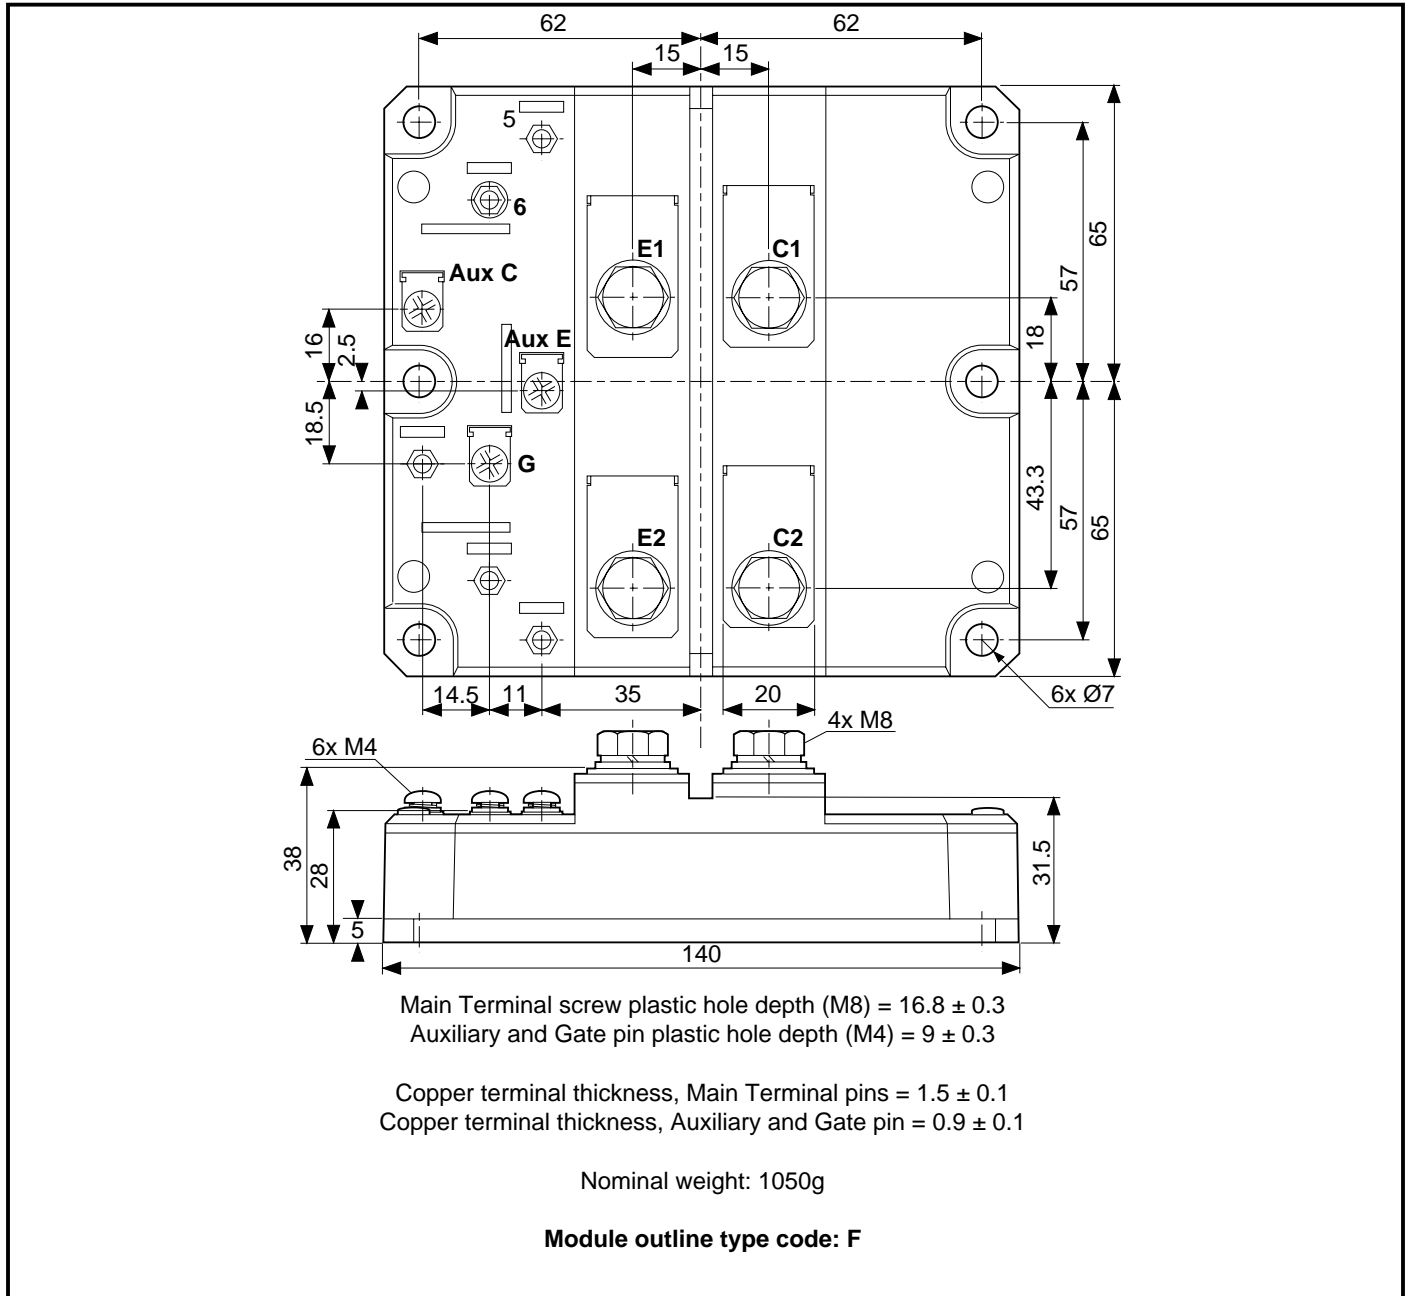 62 62
15 15
5
6
E1 C1
Aux C
65
57
18
16
2.5
Aux E
18.5
G
43.3
57
65
E2 C2
14.5 11 35 20 6x Ø7
4x M8
6x M4
38
28
5
31.5
140
Main Terminal screw plastic hole depth (M8) = 16.8 ± 0.3
Auxiliary and Gate pin plastic hole depth (M4) = 9 ± 0.3
Copper terminal thickness, Main Terminal pins = 1.5 ± 0.1
Copper terminal thickness, Auxiliary and Gate pin = 0.9 ± 0.1
Nominal weight: 1050g
Module outline type code: F